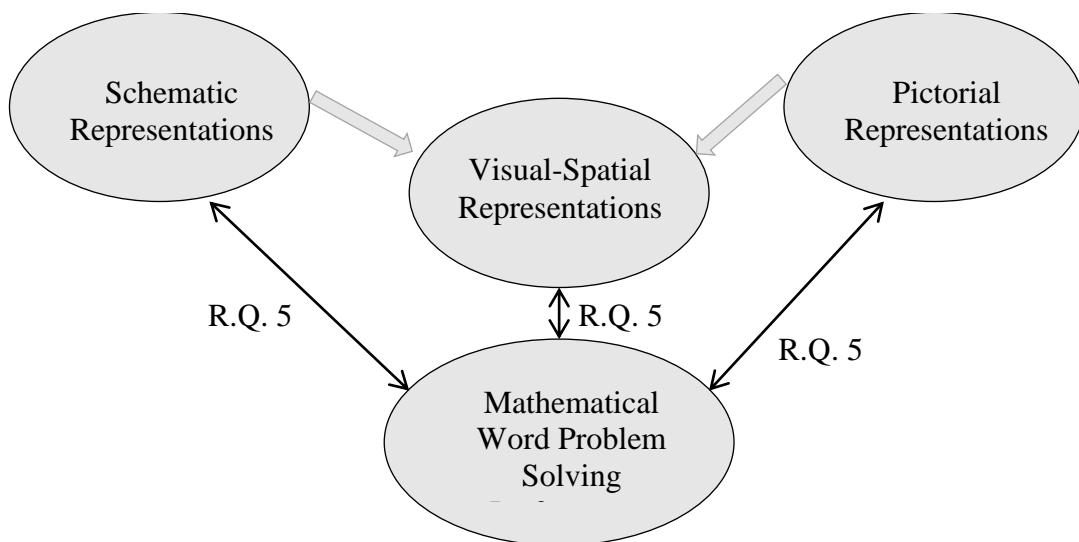 Schematic
Representations
Pictorial
Representations
Visual-Spatial
Representations
R.Q. 5
R.Q. 5
R.Q. 5
Mathematical
Word Problem
Solving